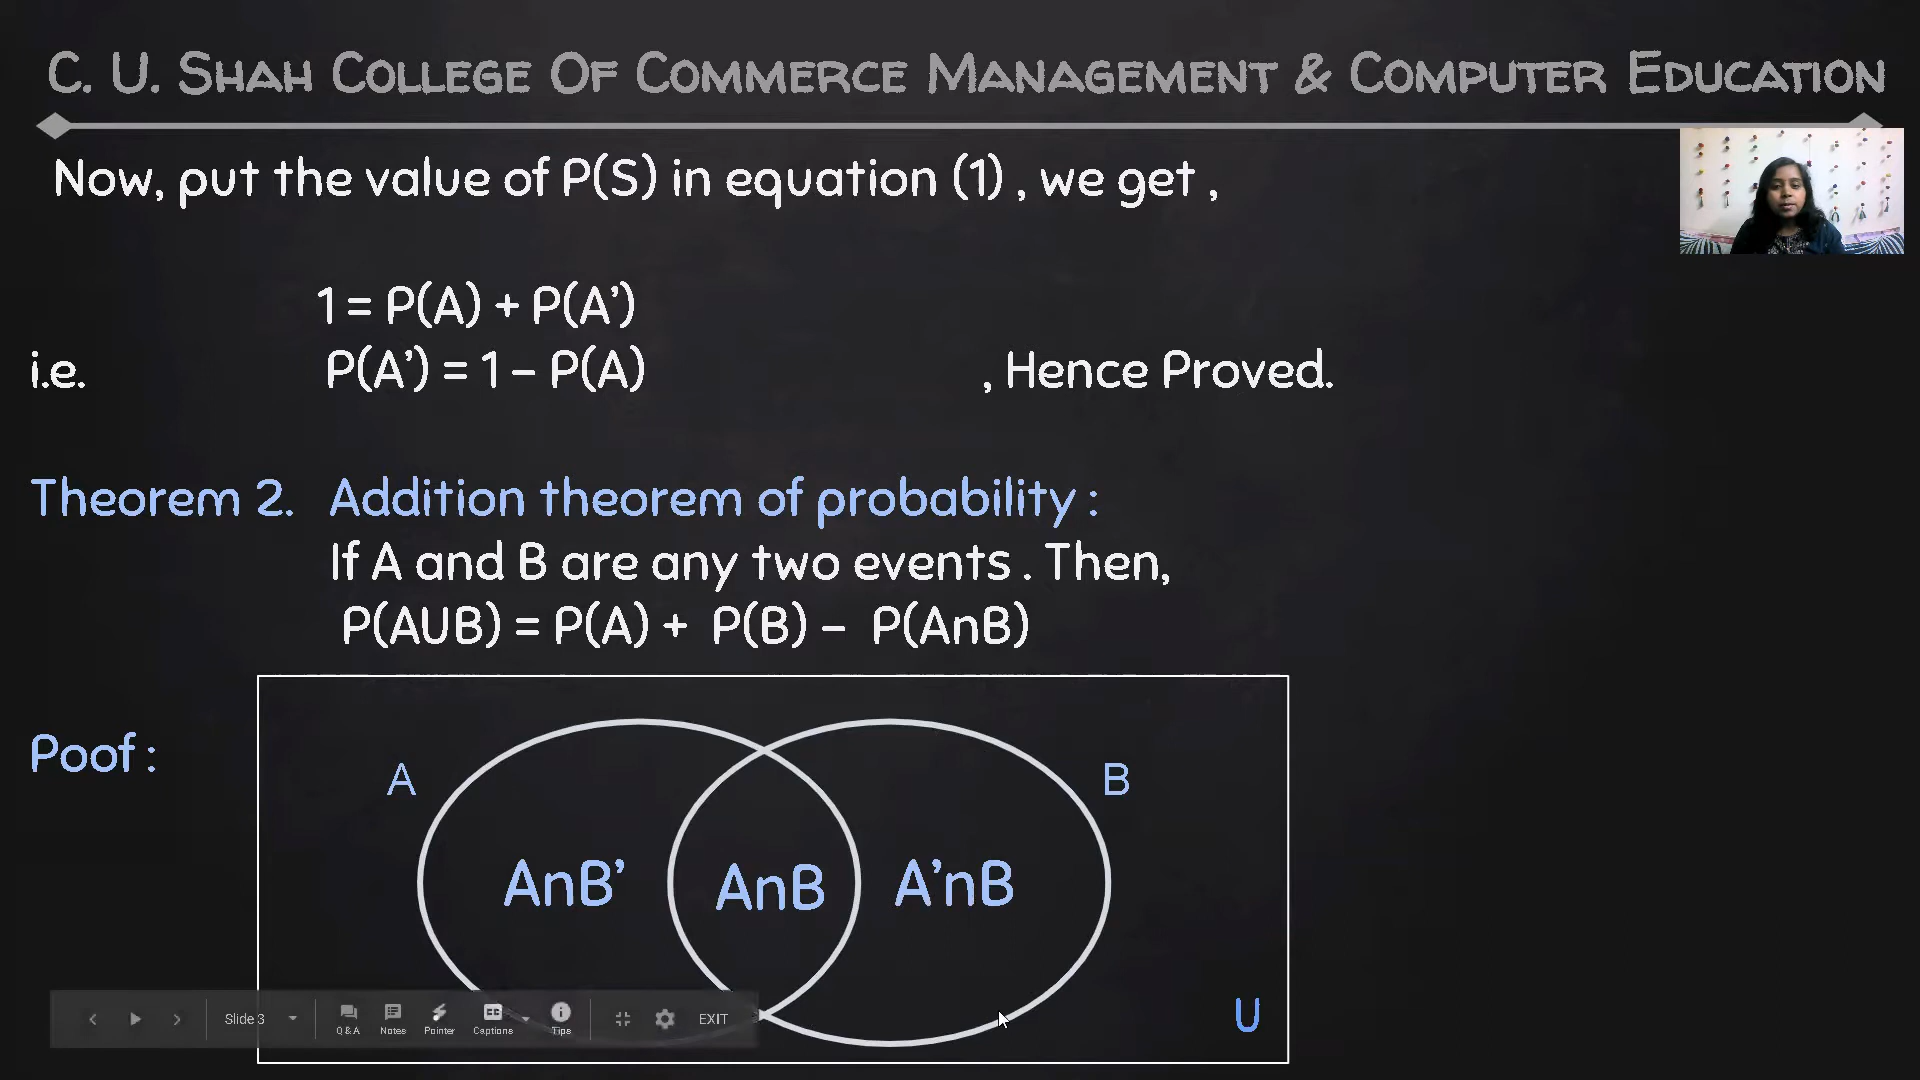 C. U. Shah College Of Commerce Management & Computer Education
Now, put the value of P(S) in equation (1) , we get ,
1 = P(A) + P(A’)
i.e. P(A’) = 1 – P(A) , Hence Proved.
Theorem 2. Addition theorem of probability :
If A and B are any two events . Then,
P(AUB) = P(A) + P(B) – P(AnB)
Poof :
A
B
AnB’ AnB A’nB
U
Slide 3 Q & A Notes Pointer Captions Tips EXIT